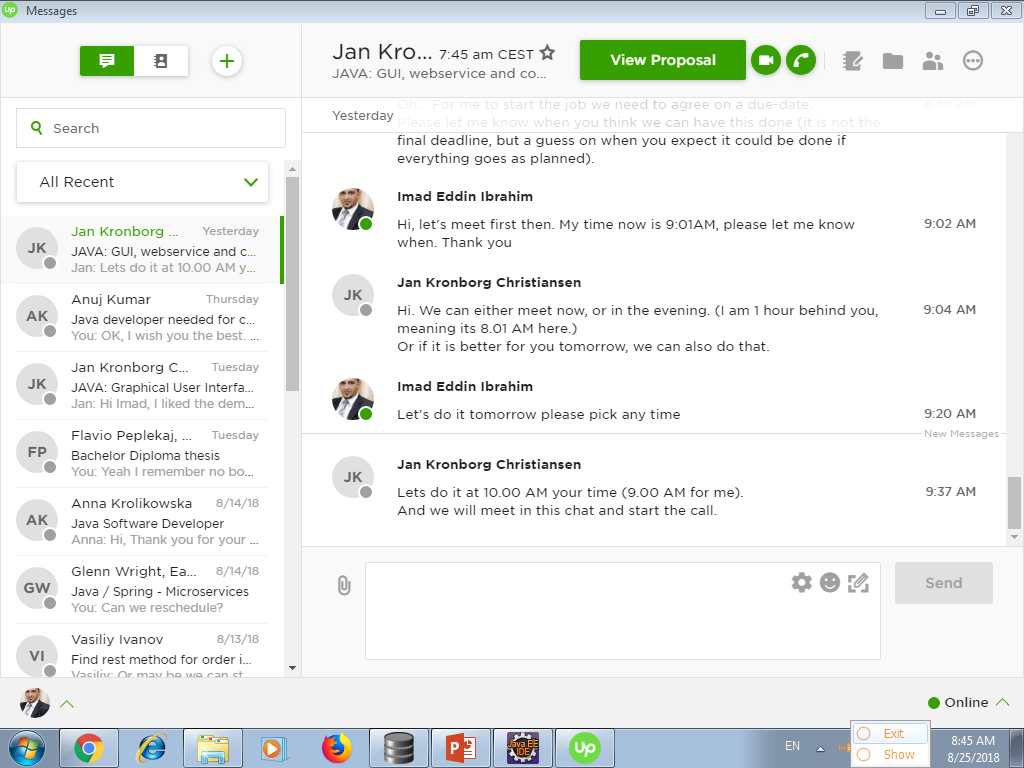 Messages
Jan Kro... 7:45 am CEST
JAVA: GUI, webservice and co...
View Proposal
Search
All Recent
JK
Jan Kronborg ... Yesterday
JAVA: GUI, webservice and c...
Jan: Lets do it at 10.00 AM y...
AK
Anuj Kumar Thursday
Java developer needed for c...
You: OK, I wish you the best. ...
JK
Jan Kronborg C... Tuesday
JAVA: Graphical User Interfa...
Jan: Hi Imad, I liked the dem...
FP
Flavio Peplekaj, ... Tuesday
Bachelor Diploma thesis
You: Yeah I remember no bo...
AK
Anna Krolikowska 8/14/18
Java Software Developer
Anna: Hi, Thank you for your ...
GW
Glenn Wright, Ea... 8/14/18
Java / Spring - Microservices
You: Can we reschedule?
VI
Vasiliy Ivanov 8/13/18
Find rest method for order i...
Vasiliy: Or may be we can st...
Yesterday
Oh... For me to start the job we need to agree on a due-date. 8:49 AM
Please let me know when you think we can have this done (it is not the
final deadline, but a guess on when you expect it could be done if
everything goes as planned).
Imad Eddin Ibrahim
Hi, let's meet first then. My time now is 9:01AM, please let me know 9:02 AM
when. Thank you
JK
Jan Kronborg Christiansen
Hi. We can either meet now, or in the evening. (I am 1 hour behind you, 9:04 AM
meaning its 8.01 AM here.)
Or if it is better for you tomorrow, we can also do that.
Imad Eddin Ibrahim
Let's do it tomorrow please pick any time 9:20 AM
New Messages
JK
Jan Kronborg Christiansen
Lets do it at 10.00 AM your time (9.00 AM for me). 9:37 AM
And we will meet in this chat and start the call.
Send
Online
Java EE
IDE
up
EN
Exit
Show
8:45 AM
8/25/2018